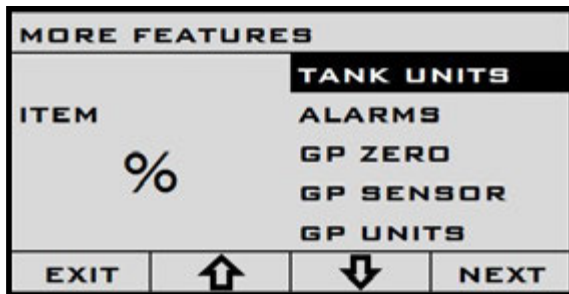 MORE FEATURES
TANK UNITS
ITEM
ALARMS
%
GP ZERO
GP SENSOR
GP UNITS
EXIT
NEXT